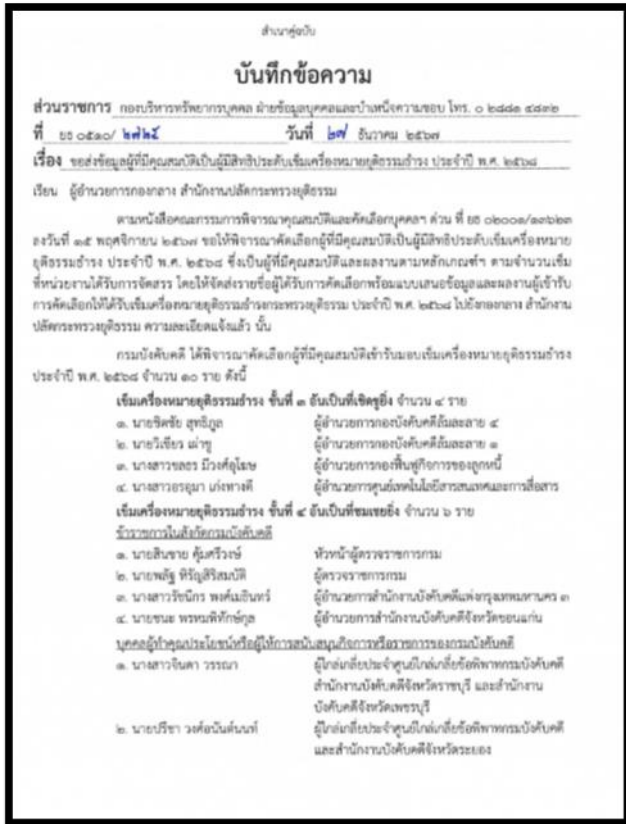 สำเนาคู่ฉบับ
บันทึกข้อความ
ส่วนราชการ กองบริหารทรัพยากรบุคคล ฝ่ายข้อมูลบุคคลและบำเหน็จความชอบ โทร. ๐ ๒๘๘๑ ๔๘๓๒
ที่ ยธ ๐๕๑๐/ ๒๗๒๕ วันที่ ๒๗ ธันวาคม ๒๕๖๗
เรื่อง ขอส่งข้อมูลผู้ที่มีคุณสมบัติเป็นผู้มีสิทธิประดับเข็มเครื่องหมายยุติธรรมธำรง ประจำปี พ.ศ. ๒๕๖๘
เรียน ผู้อำนวยการกองกลาง สำนักงานปลัดกระทรวงยุติธรรม
ตามหนังสือคณะกรรมการพิจารณาคุณสมบัติและคัดเลือกบุคคลฯ ด่วน ที่ ยธ ๐๒๐๐๑/๑๓๖๒๓
ลงวันที่ ๑๕ พฤศจิกายน ๒๕๖๗ ขอให้พิจารณาคัดเลือกผู้ที่มีคุณสมบัติเป็นผู้มีสิทธิประดับเข็มเครื่องหมาย
ยุติธรรมธำรง ประจำปี พ.ศ. ๒๕๖๘ ซึ่งเป็นผู้ที่มีคุณสมบัติและผลงานตามหลักเกณฑ์ฯ ตามจำนวนเข็ม
ที่หน่วยงานได้รับการจัดสรร โดยให้จัดส่งรายชื่อผู้ได้รับการคัดเลือกพร้อมแบบเสนอข้อมูลและผลงานผู้เข้ารับ
การคัดเลือกให้ได้รับเข็มเครื่องหมายยุติธรรมธำรงกระทรวงยุติธรรม ประจำปี พ.ศ. ๒๕๖๘ ไปยังกองกลาง สำนักงาน
ปลัดกระทรวงยุติธรรม ความละเอียดแจ้งแล้ว นั้น
กรมบังคับคดี ได้พิจารณาคัดเลือกผู้ที่มีคุณสมบัติเข้ารับมอบเข็มเครื่องหมายยุติธรรมธำรง
ประจำปี พ.ศ. ๒๕๖๘ จำนวน ๑๐ ราย ดังนี้
เข็มเครื่องหมายยุติธรรมธำรง ชั้นที่ ๓ อันเป็นที่เชิดชูยิ่ง จำนวน ๔ ราย
๑. นายชิตชัย สุทธิภูล ผู้อำนวยการกองบังคับคดีล้มละลาย ๔
๒. นายวิเชียร เผ่าชู ผู้อำนวยการกองบังคับคดีล้มละลาย ๑
๓. นางสาวชลธร มีวงศ์อุโฆษ ผู้อำนวยการกองฟื้นฟูกิจการของลูกหนี้
๔. นางสาวอรอุมา เก่งทางดี ผู้อำนวยการศูนย์เทคโนโลยีสารสนเทศและการสื่อสาร
เข็มเครื่องหมายยุติธรรมธำรง ชั้นที่ ๔ อันเป็นที่ชมเชยยิ่ง จำนวน ๖ ราย
ข้าราชการในสังกัดกรมบังคับคดี
๑. นายสินชาย คุ้มศรีวงษ์ หัวหน้าผู้ตรวจราชการกรม
๒. นายพลัฐ หิรัญสิริสมบัติ ผู้ตรวจราชการกรม
๓. นางสาวรัชนีกร พงศ์เมธินทร์ ผู้อำนวยการสำนักงานบังคับคดีแพ่งกรุงเทพมหานคร ๓
๔. นายชนะ พรหมพิทักษ์กุล ผู้อำนวยการสำนักงานบังคับคดีจังหวัดขอนแก่น
บุคคลผู้ทำคุณประโยชน์หรือผู้ให้การสนับสนุนกิจการหรือราชการของกรมบังคับคดี
๑. นางสาวจินดา วรรณา ผู้ไกล่เกลี่ยประจำศูนย์ไกล่เกลี่ยข้อพิพาทกรมบังคับคดี
สำนักงานบังคับคดีจังหวัดราชบุรี และสำนักงาน
บังคับคดีจังหวัดเพชรบุรี
๒. นายปรีชา วงศ์อนันต์นนท์ ผู้ไกล่เกลี่ยประจำศูนย์ไกล่เกลี่ยข้อพิพาทกรมบังคับคดี
และสำนักงานบังคับคดีจังหวัดระยอง